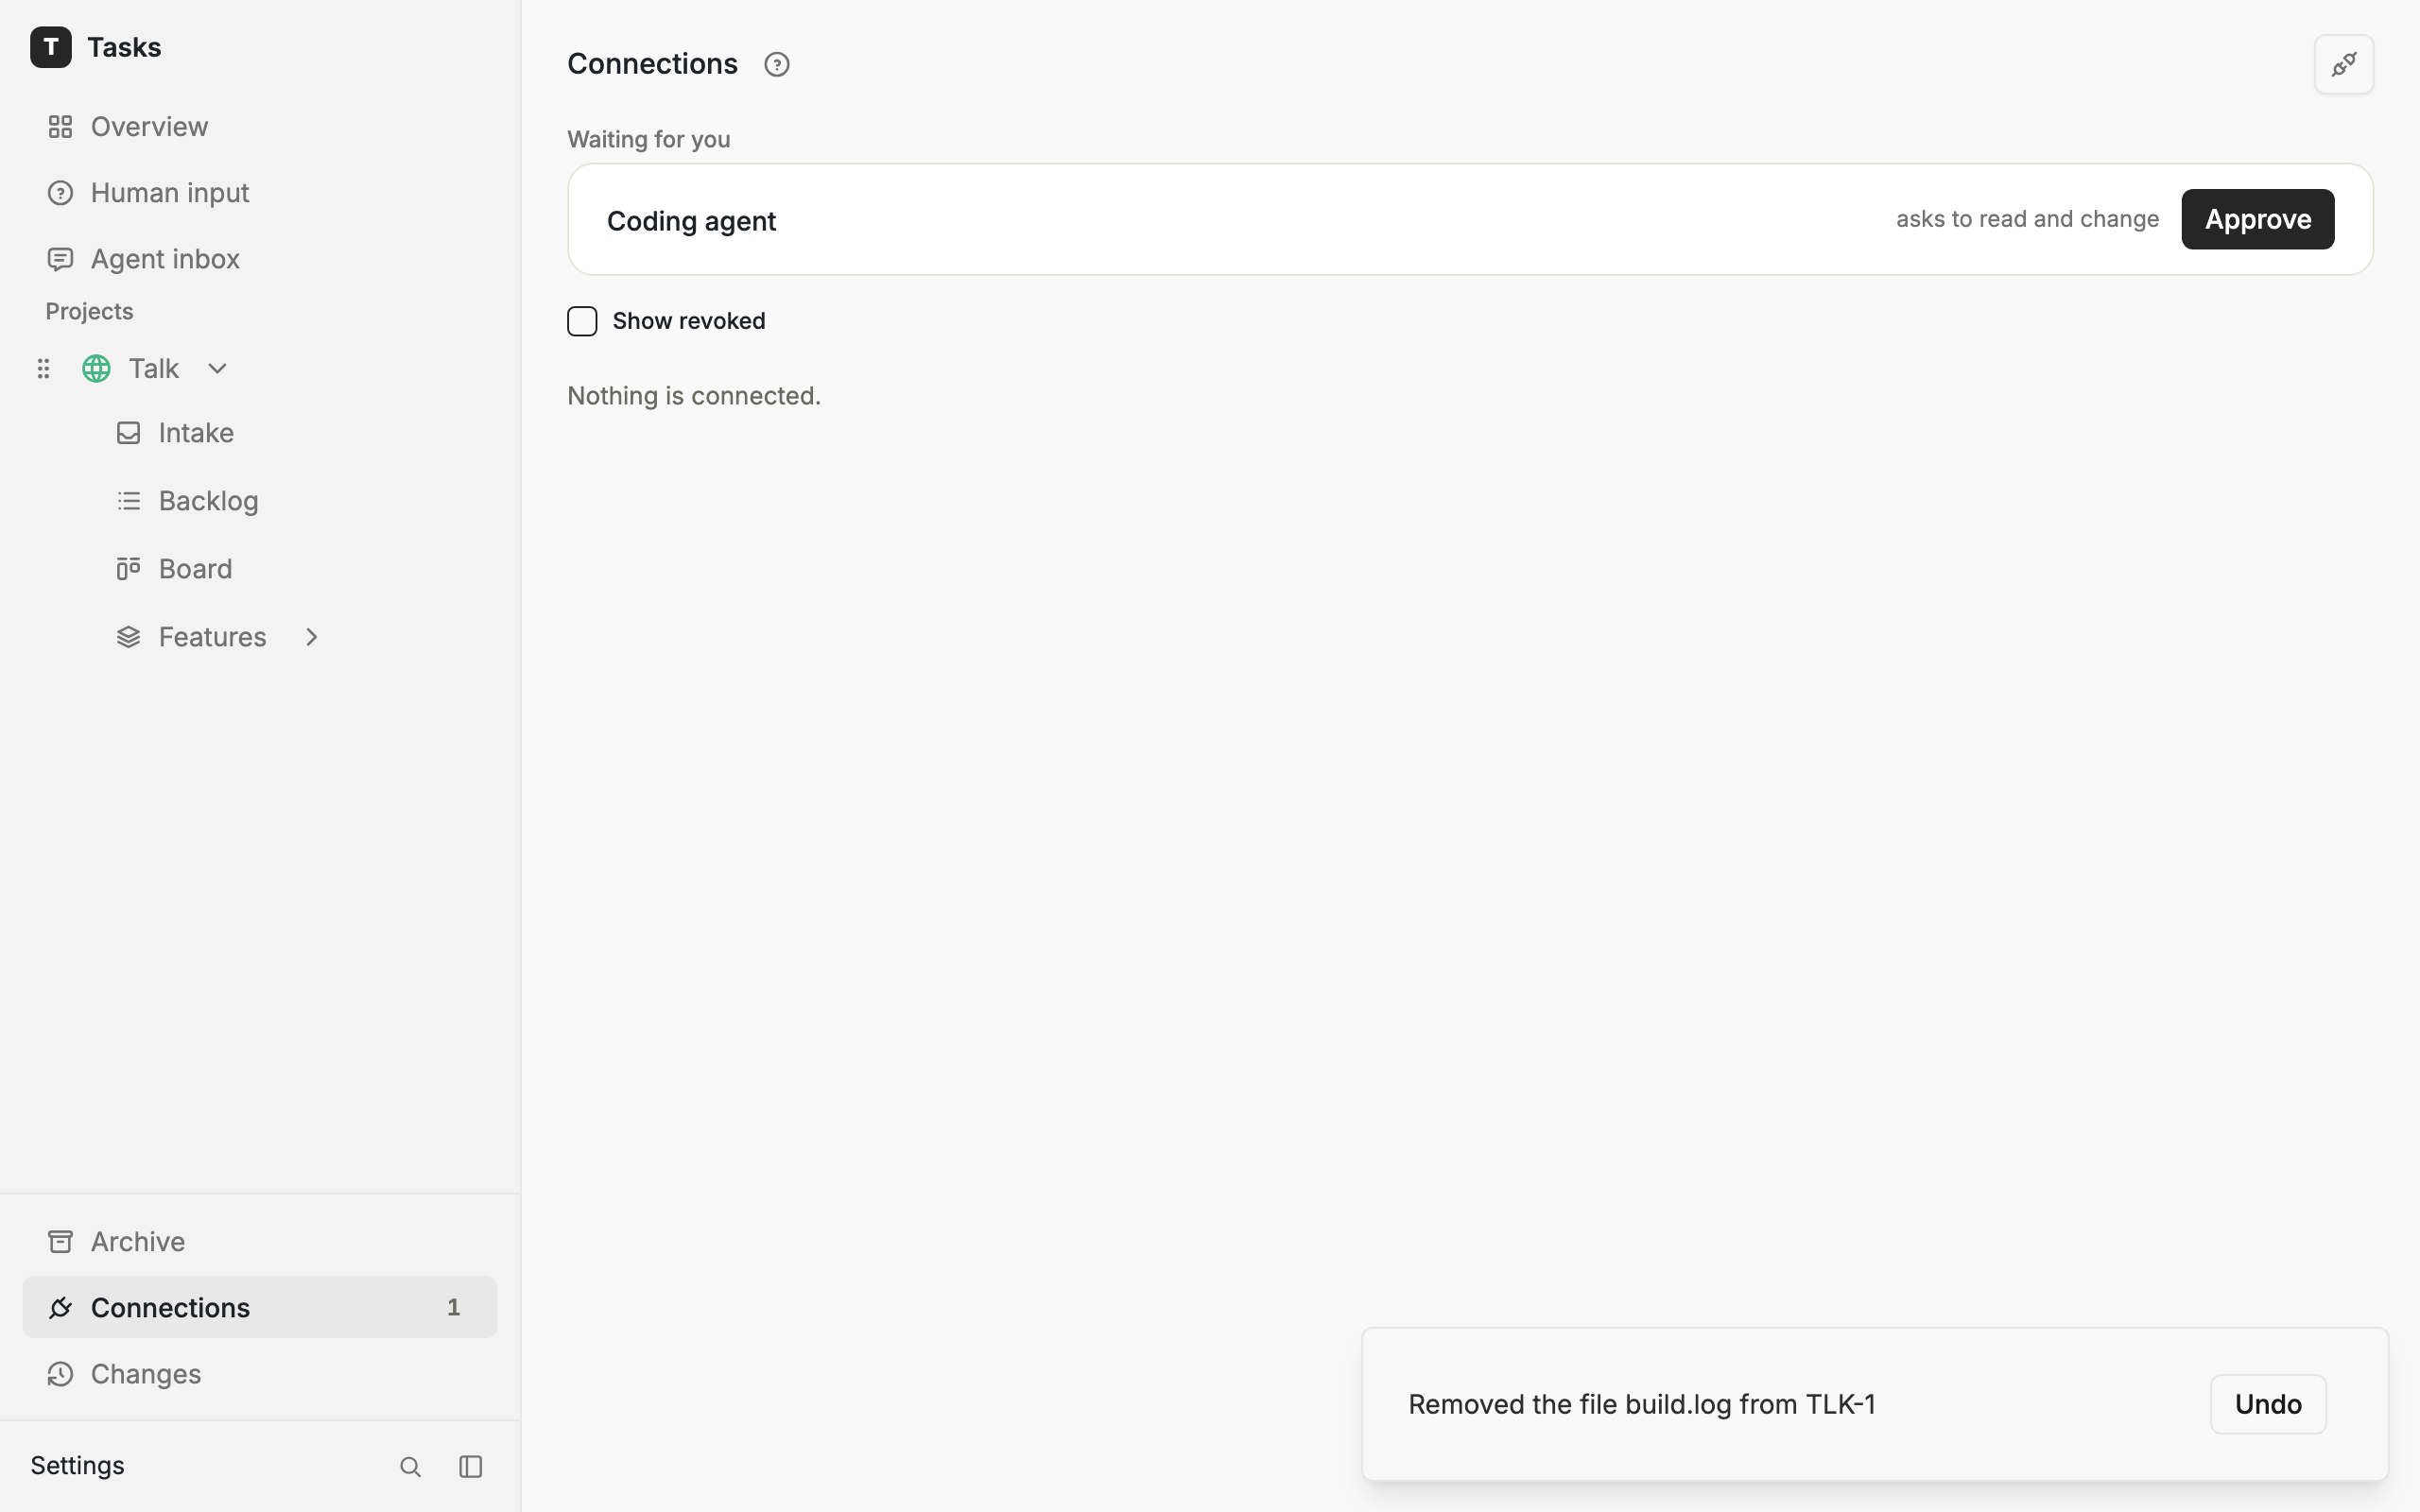 T Tasks
Overview
Human input
Agent inbox
Projects
Talk
Intake
Backlog
Board
Features
Archive
Connections 1
Changes
Settings
Connections
Waiting for you
Coding agent asks to read and change Approve
Show revoked
Nothing is connected.
Removed the file build.log from TLK-1 Undo